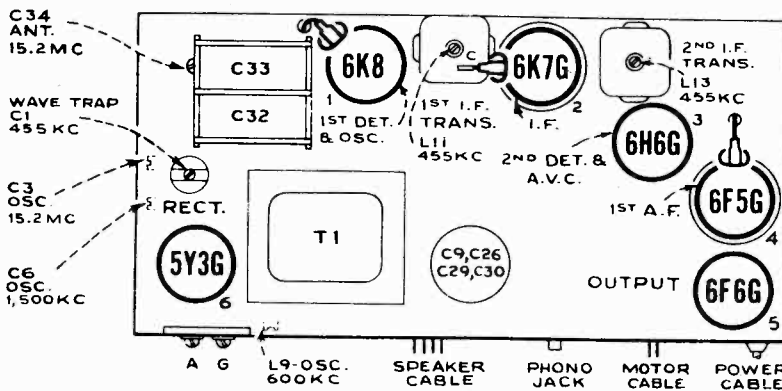 C34
ANT.
15.2MC
WAVE TRAP
C1
455 KC
C3
OSC.
15.2MC
C6
OSC.
1,500KC
C33
C32
6K8
1
1ST DET.
& OSC.
C
1ST I.F.
TRANS.
L11
455KC
6K7G
2
I.F.
2ND I.F.
TRANS.
L13
455KC
3
6H6G
2ND DET. &
A.V.C.
6F5G
1ST A.F.
4
RECT.
5Y3G
6
T1
C9,C26
C29,C30
OUTPUT
6F6G
5
A G
L9-OSC.
600KC
SPEAKER
CABLE
PHONO
JACK
MOTOR
CABLE
POWER
CABLE